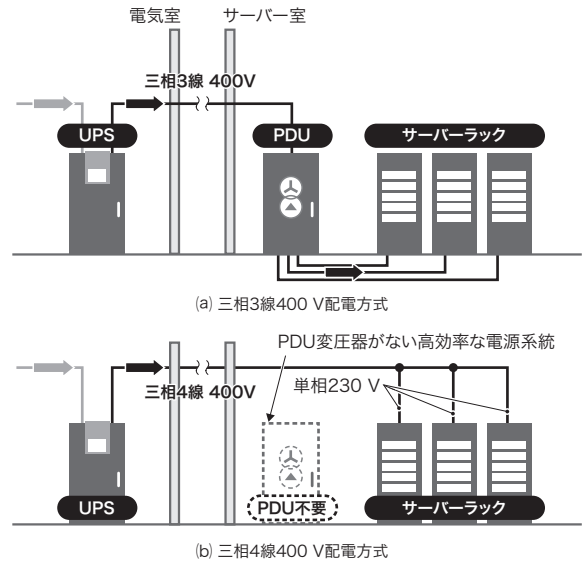 電気室 サーバー室
三相3線 400V
UPS PDU サーバーラック
(a) 三相3線400 V配電方式
PDU変圧器がない高効率な電源系統
三相4線 400V 単相230 V
UPS PDU不要 サーバーラック
(b) 三相4線400 V配電方式